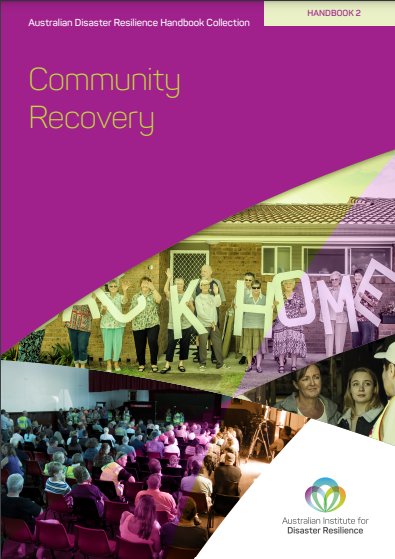 Australian Disaster Resilience Handbook Collection
HANDBOOK 2
Community
Recovery
K HOME
Australian Institute for
Disaster Resilience